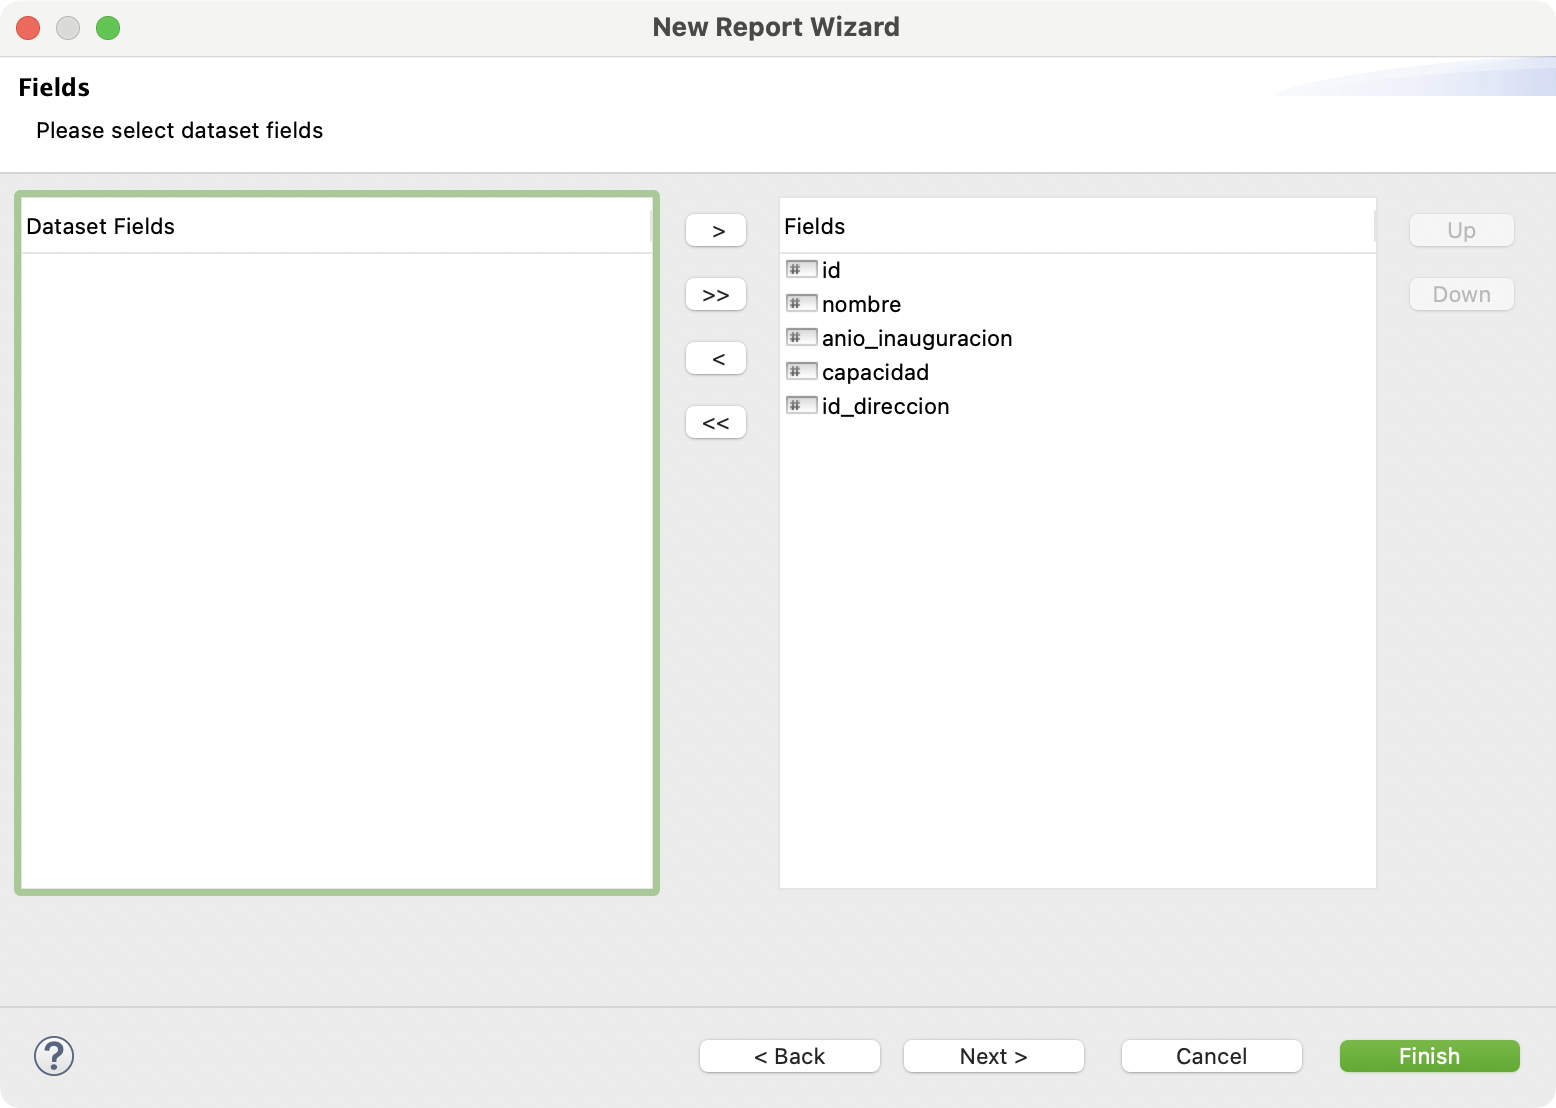 New Report Wizard
Fields
Please select dataset fields
Dataset Fields
>
>>
<
<<
Fields
# id
# nombre
# anio_inauguracion
# capacidad
# id_direccion
Up
Down
?
< Back
Next >
Cancel
Finish